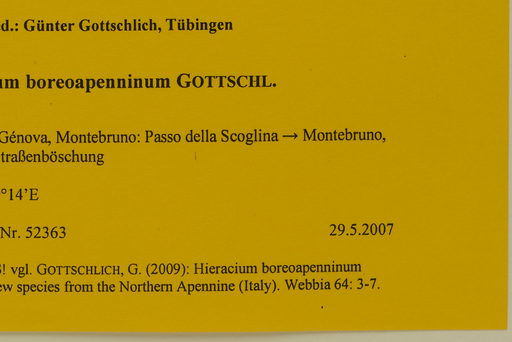 ed.: Günter Gottschlich, Tübingen
um boreoapenninum GOTTSCHL.
Génova, Montebruno: Passo della Scoglina → Montebruno,
traßenböschung
°14’E
Nr. 52363 29.5.2007
! vgl. GOTTSCHLICH, G. (2009): Hieracium boreoapenninum
ew species from the Northern Apennine (Italy). Webbia 64: 3-7.